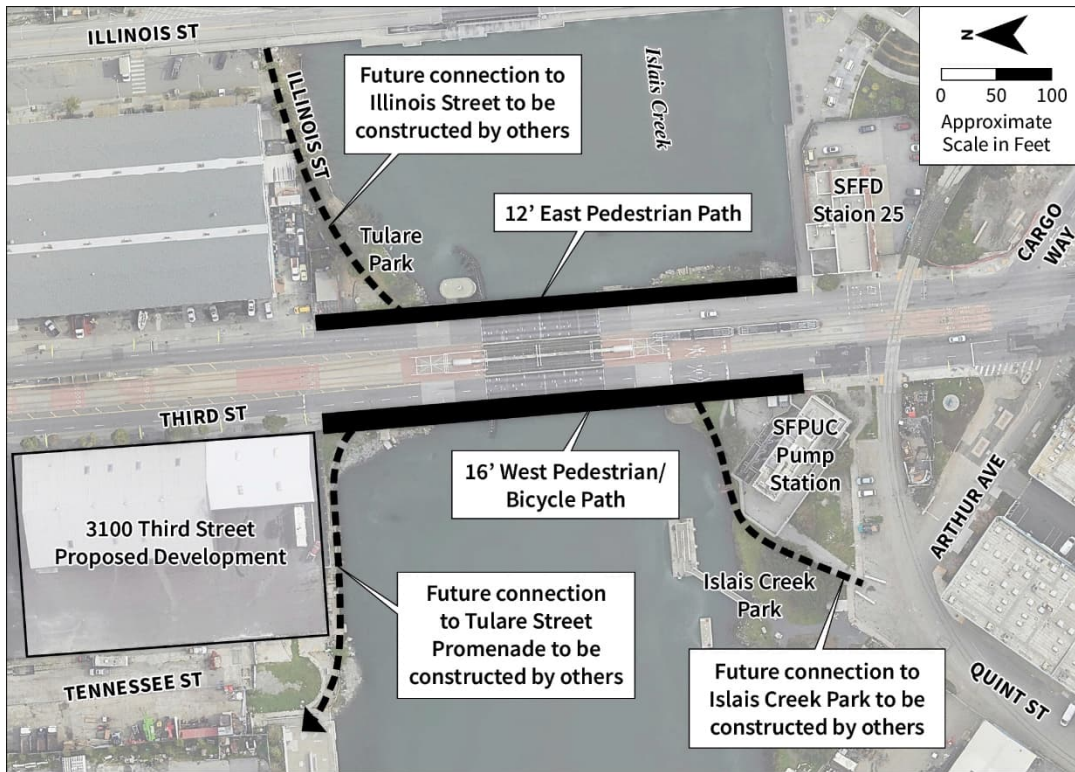 ILLINOIS ST
ILLINOIS ST
Future connection to
Illinois Street to be
constructed by others
Islais Creek
N
0 50 100
Approximate
Scale in Feet
SFFD
Staion 25
CARGO
WAY
12' East Pedestrian Path
Tulare
Park
THIRD ST
16' West Pedestrian/
Bicycle Path
SFPUC
Pump
Station
ARTHUR AVE
3100 Third Street
Proposed Development
Future connection
to Tulare Street
Promenade to be
constructed by others
Islais Creek
Park
Future connection to
Islais Creek Park to be
constructed by others
TENNESSEE ST
QUINT ST